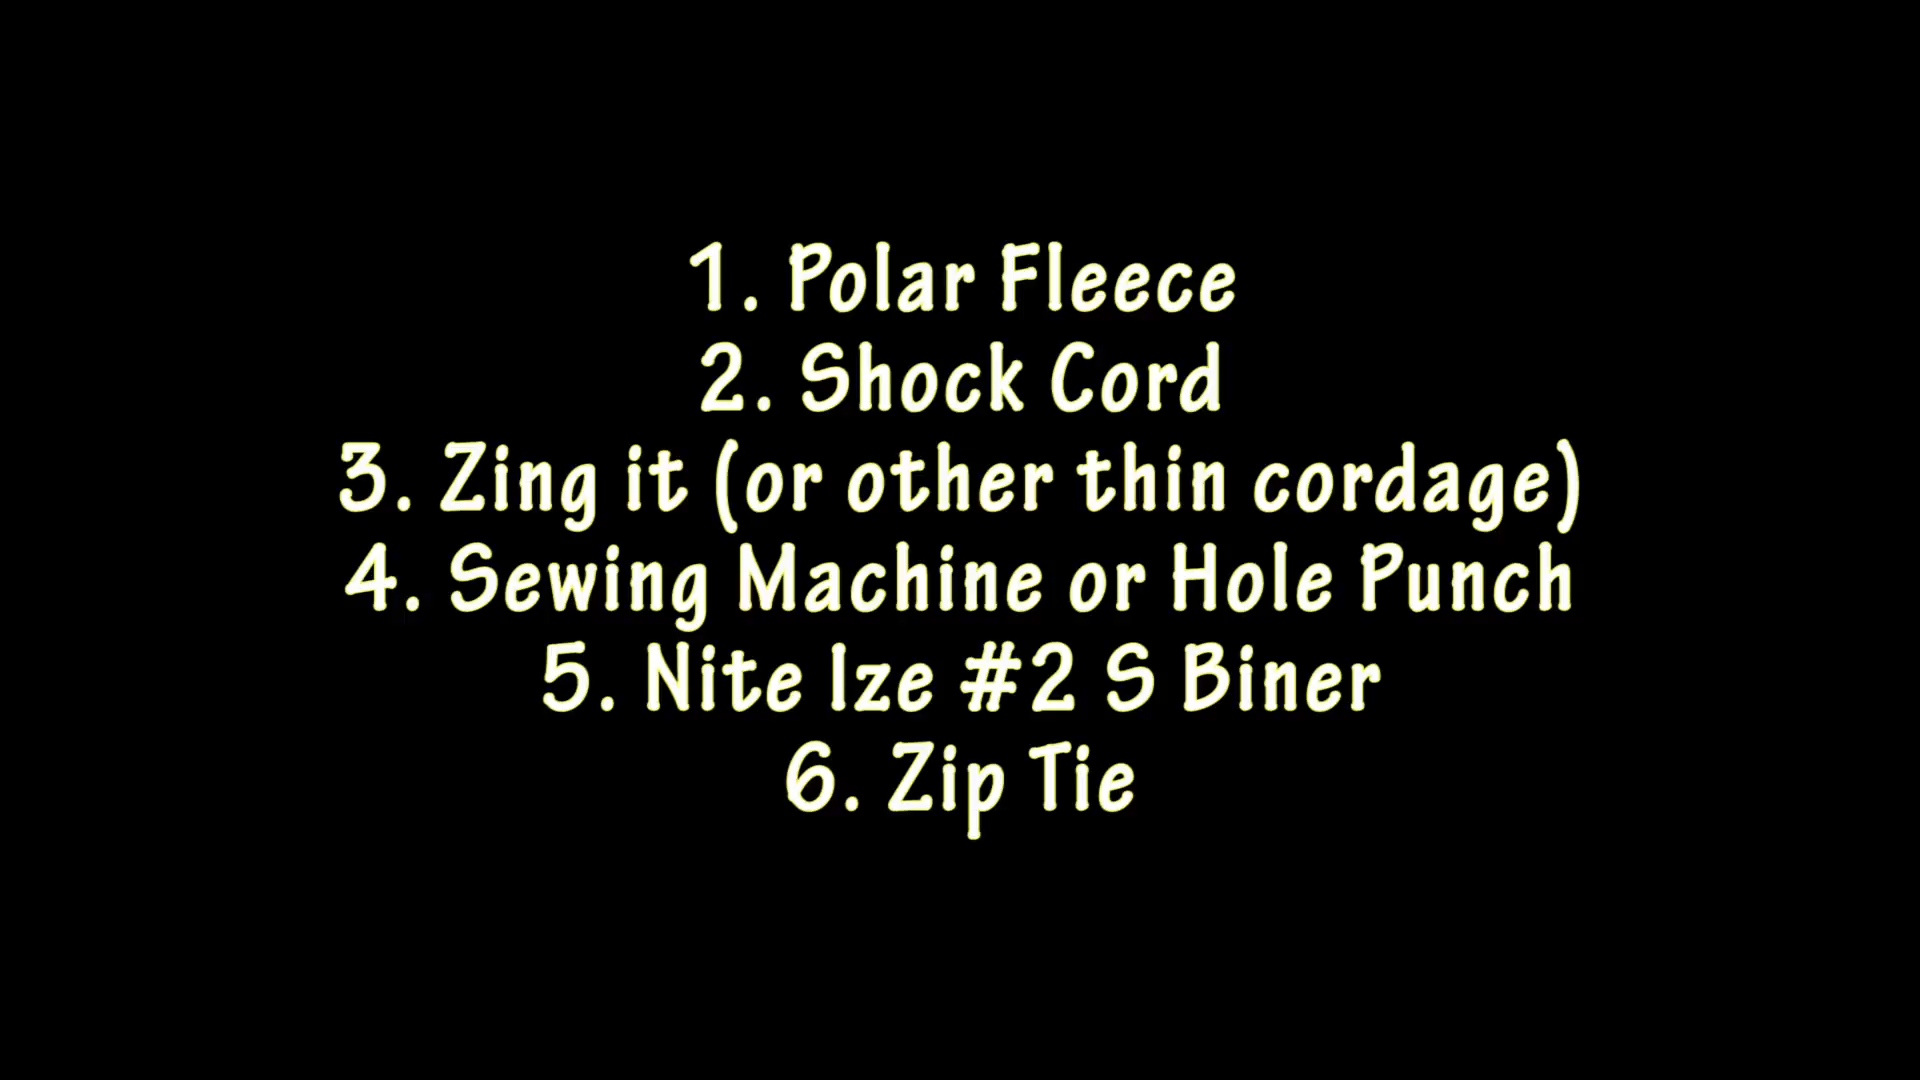 1. Polar Fleece
2. Shock Cord
3. Zing it (or other thin cordage)
4. Sewing Machine or Hole Punch
5. Nite Ize #2 S Biner
6. Zip Tie